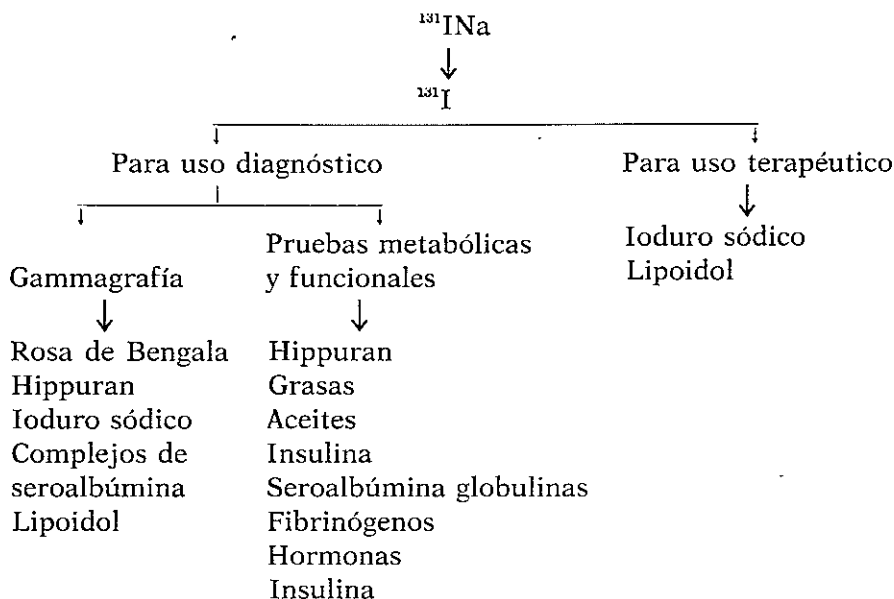 ¹³¹INa
¹³¹I
Para uso diagnóstico
Para uso terapéutico
Gammagrafía
Rosa de Bengala
Hippuran
Ioduro sódico
Complejos de
seroalbúmina
Lipoidol
Pruebas metabólicas
y funcionales
Hippuran
Grasas
Aceites
Insulina
Seroalbúmina globulinas
Fibrinógenos
Hormonas
Insulina
Ioduro sódico
Lipoidol